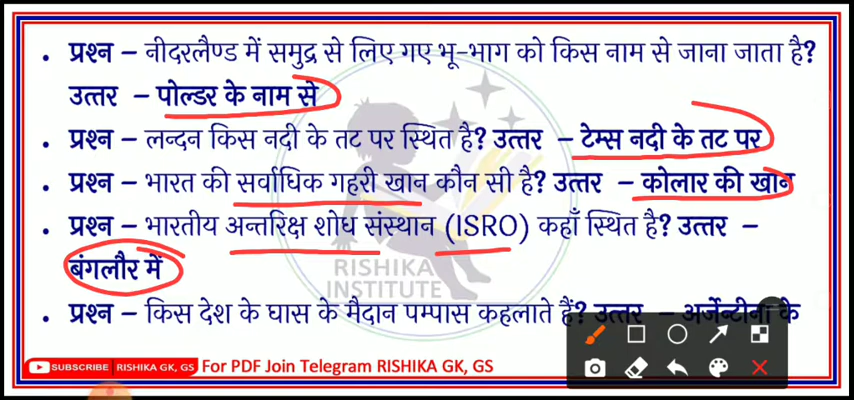 • प्रश्न – नीदरलैण्ड में समुद्र से लिए गए भू-भाग को किस नाम से जाना जाता है?
उत्तर – पोल्डर के नाम से
• प्रश्न – लन्दन किस नदी के तट पर स्थित है? उत्तर – टेम्स नदी के तट पर
• प्रश्न – भारत की सर्वाधिक गहरी खान कौन सी है? उत्तर – कोलार की खान
• प्रश्न – भारतीय अन्तरिक्ष शोध संस्थान (ISRO) कहाँ स्थित है? उत्तर –
बंगलौर में
RISHIKA
INSTITUTE
• प्रश्न – किस देश के घास के मैदान पम्पास कहलाते हैं? उत्तर – अर्जेन्टीना के
SUBSCRIBE RISHIKA GK, GS For PDF Join Telegram RISHIKA GK, GS